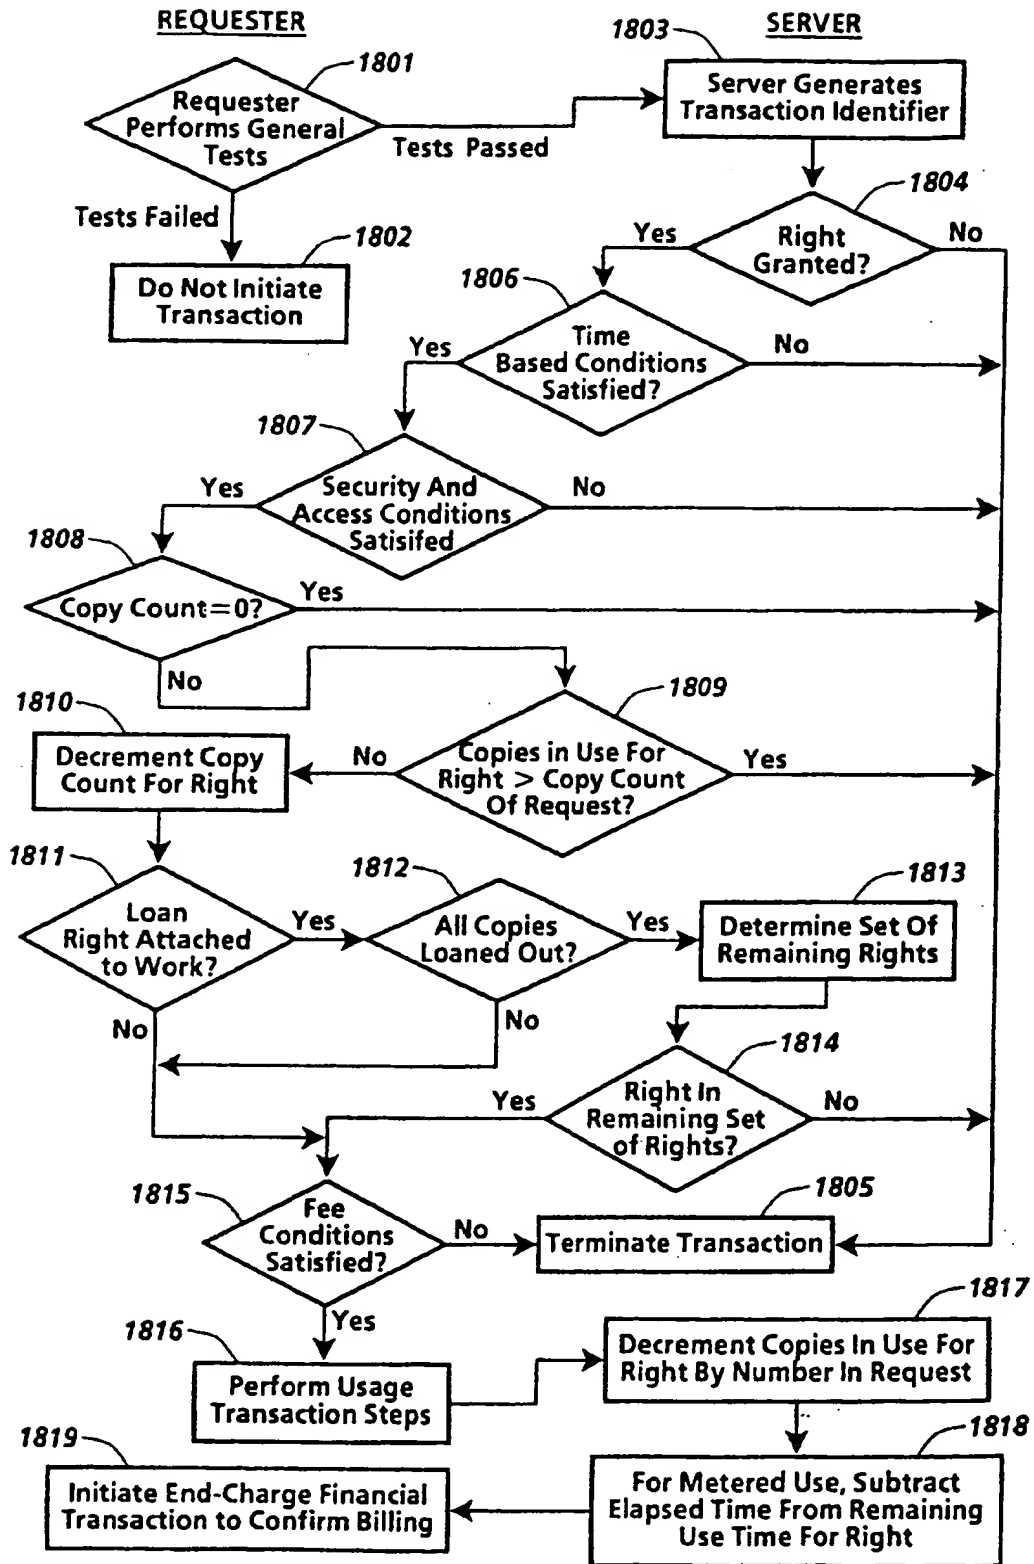 REQUESTER
SERVER
1801
1803
Requester
Performs General
Tests
Server Generates
Transaction Identifier
Tests Passed
Tests Failed
1804
1802
Do Not Initiate
Transaction
Yes
Right
Granted?
No
1806
Time
Based Conditions
Satisfied?
Yes
No
1807
Security And
Access Conditions
Satisifed
Yes
No
1808
Copy Count=0?
Yes
No
1809
1810
Decrement Copy
Count For Right
No
Copies in Use For
Right > Copy Count
Of Request?
Yes
1811
1812
1813
Loan
Right Attached
to Work?
Yes
All Copies
Loaned Out?
Yes
Determine Set Of
Remaining Rights
No
No
1814
Yes
Right In
Remaining Set
of Rights?
No
1815
1805
Fee
Conditions
Satisfied?
No
Terminate Transaction
Yes
1817
1816
Decrement Copies In Use For
Right By Number In Request
Perform Usage
Transaction Steps
1819
1818
Initiate End-Charge Financial
Transaction to Confirm Billing
For Metered Use, Subtract
Elapsed Time From Remaining
Use Time For Right